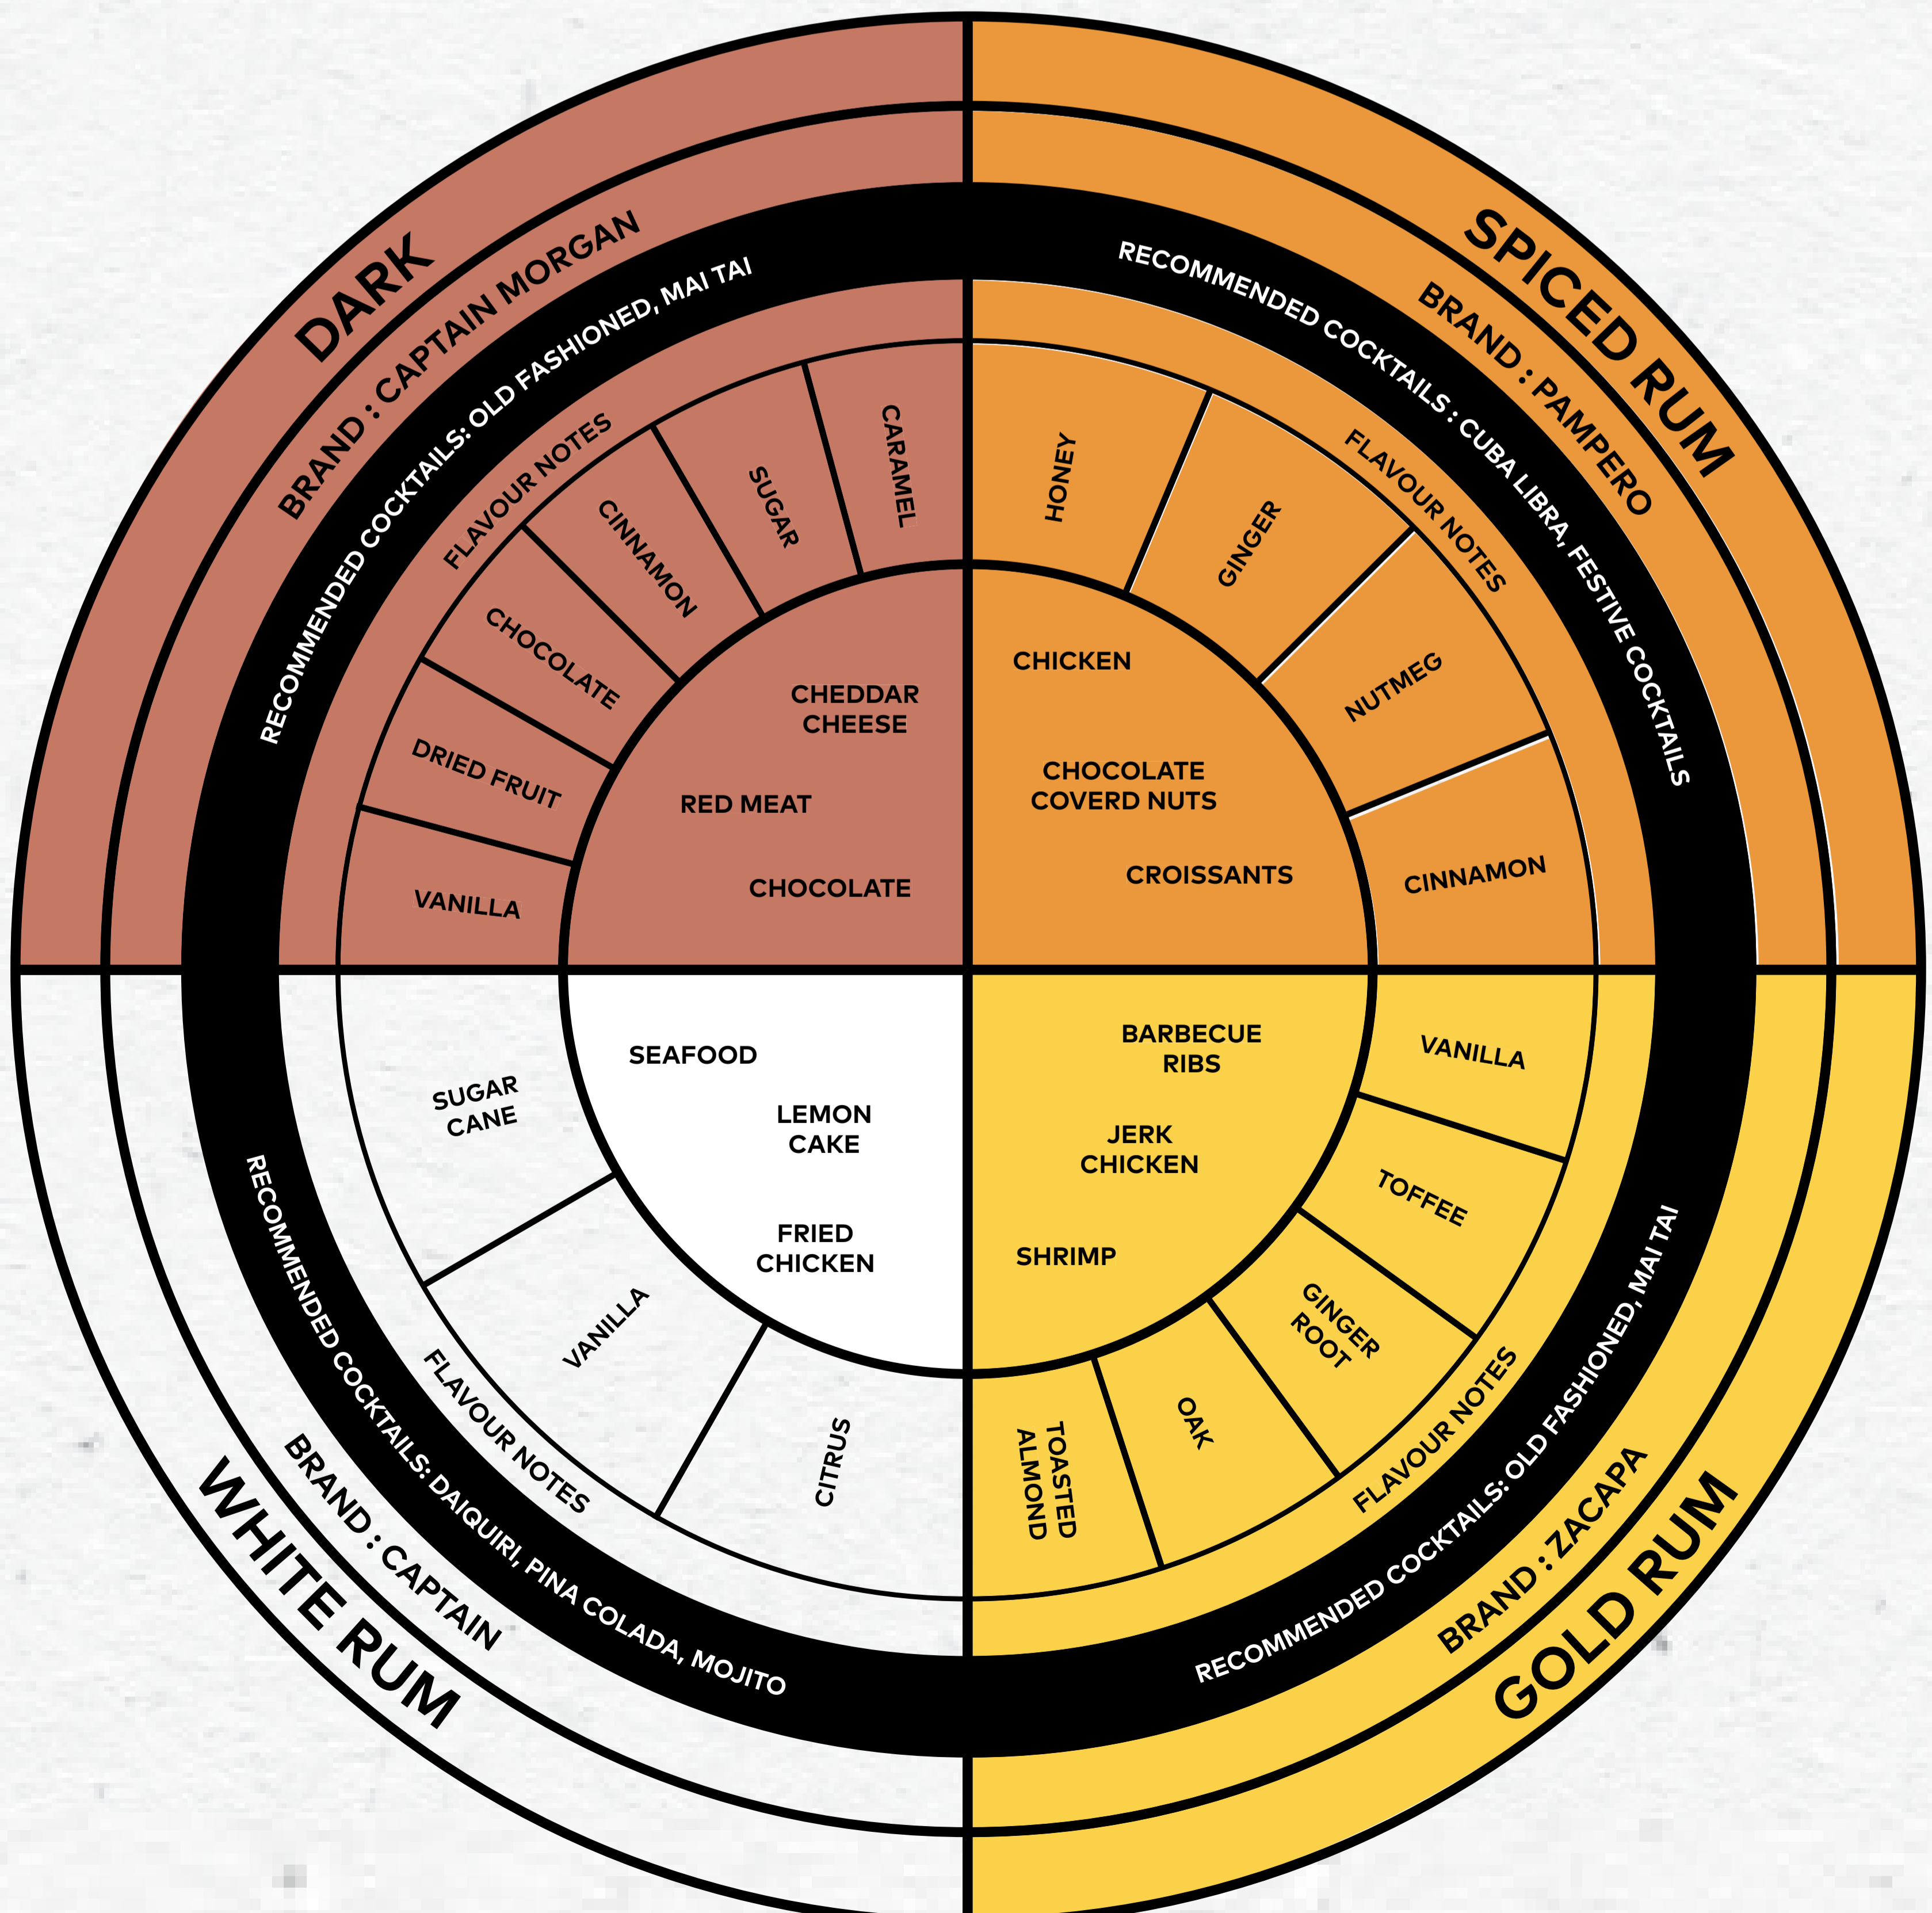 DARK
BRAND : CAPTAIN MORGAN
RECOMMENDED COCKTAILS: OLD FASHIONED, MAI TAI
FLAVOUR NOTES
VANILLA
DRIED FRUIT
CHOCOLATE
CINNAMON
SUGAR
CARAMEL
CHEDDAR
CHEESE
RED MEAT
CHOCOLATE
SPICED RUM
BRAND : PAMPERO
RECOMMENDED COCKTAILS : CUBA LIBRA, FESTIVE COCKTAILS
FLAVOUR NOTES
HONEY
GINGER
NUTMEG
CINNAMON
CHICKEN
CHOCOLATE
COVERD NUTS
CROISSANTS
WHITE RUM
BRAND : CAPTAIN
RECOMMENDED COCKTAILS: DAIQUIRI, PINA COLADA, MOJITO
FLAVOUR NOTES
SUGAR
CANE
VANILLA
CITRUS
SEAFOOD
LEMON
CAKE
FRIED
CHICKEN
GOLD RUM
BRAND : ZACAPA
RECOMMENDED COCKTAILS: OLD FASHIONED, MAI TAI
FLAVOUR NOTES
VANILLA
TOFFEE
GINGER
ROOT
OAK
TOASTED
ALMOND
BARBECUE
RIBS
JERK
CHICKEN
SHRIMP